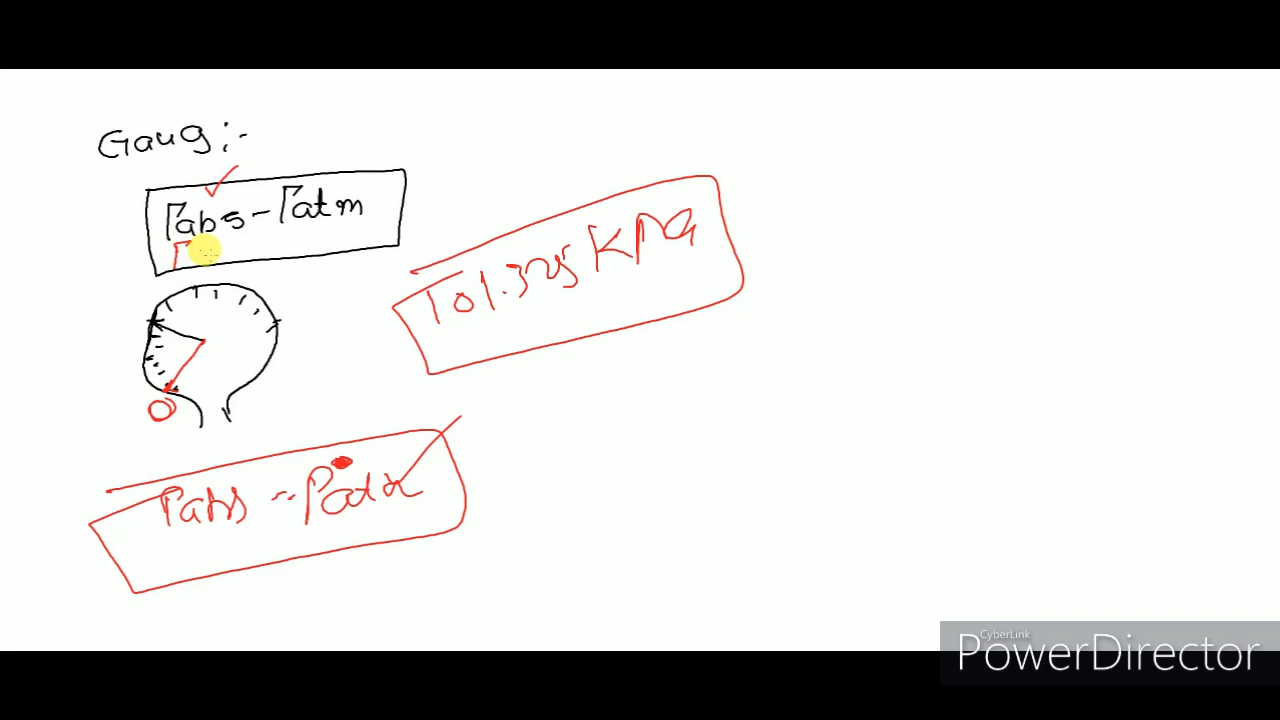 Gaug :-
Pabs - Patm
P
101.325 KPa
0
Pabs - Patm
CyberLink
PowerDirector